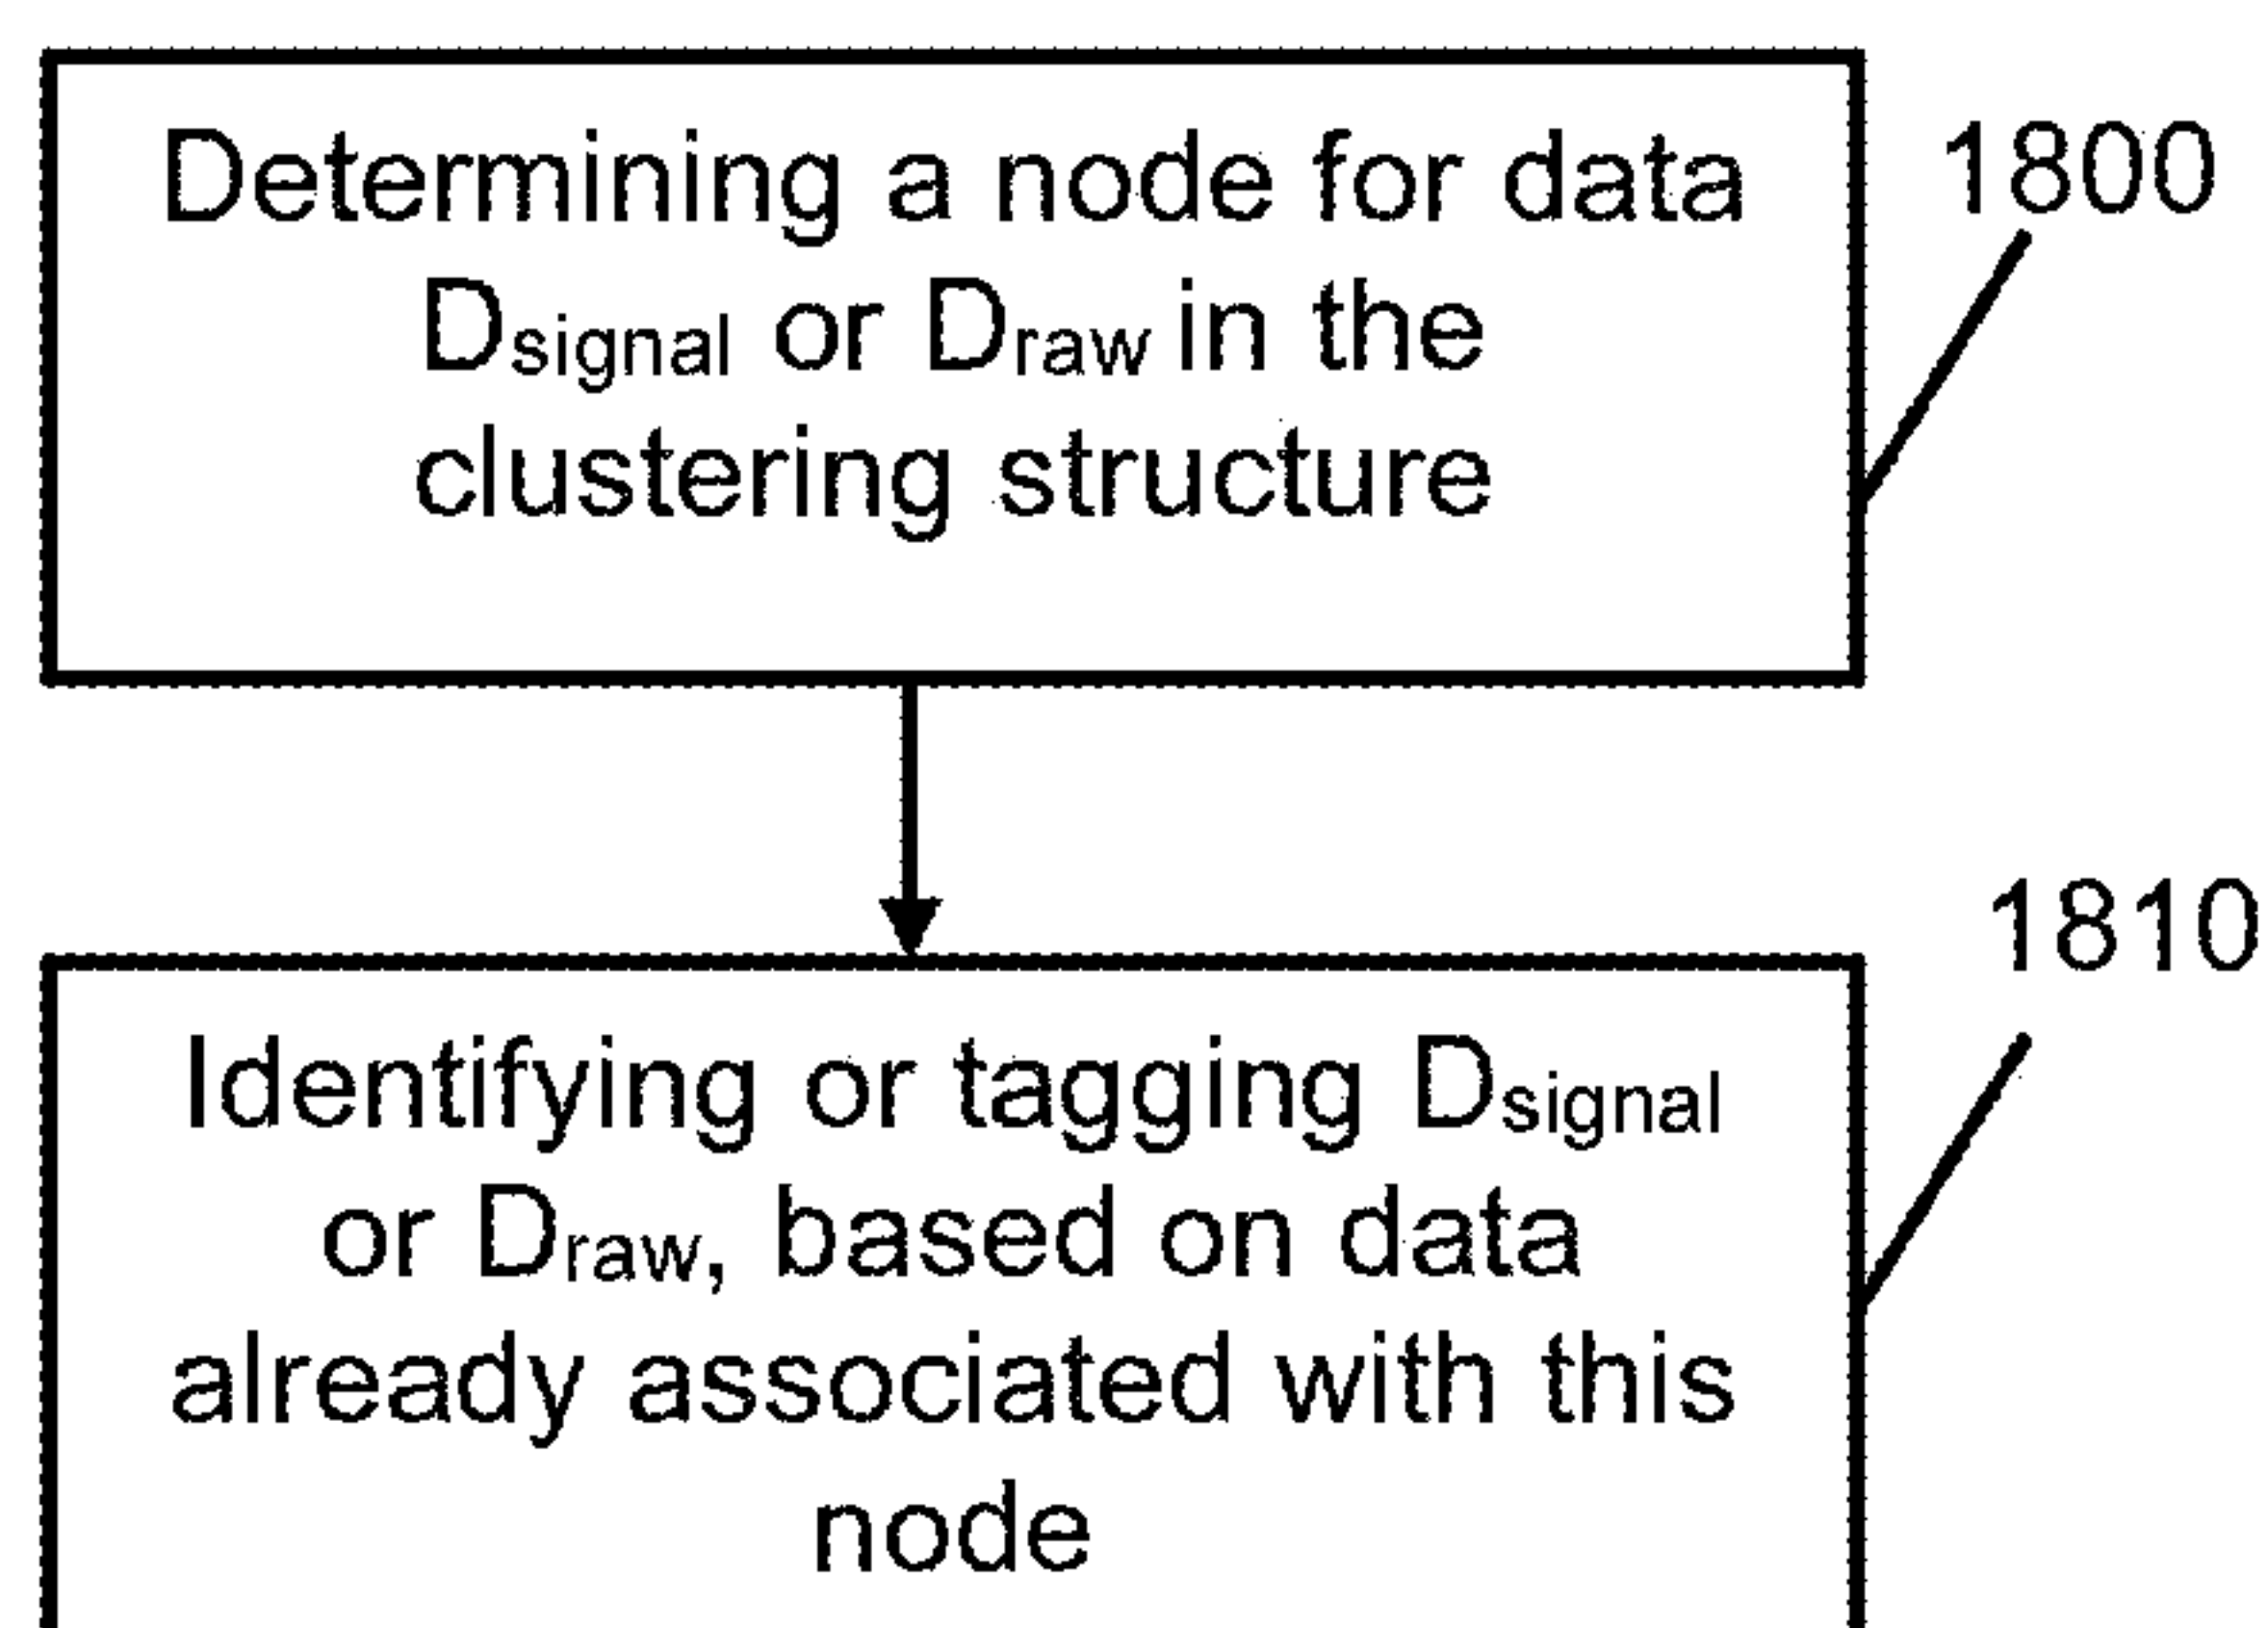 Determining a node for data
Dsignal or Draw in the
clustering structure
1800
1810
Identifying or tagging Dsignal
or Draw, based on data
already associated with this
node